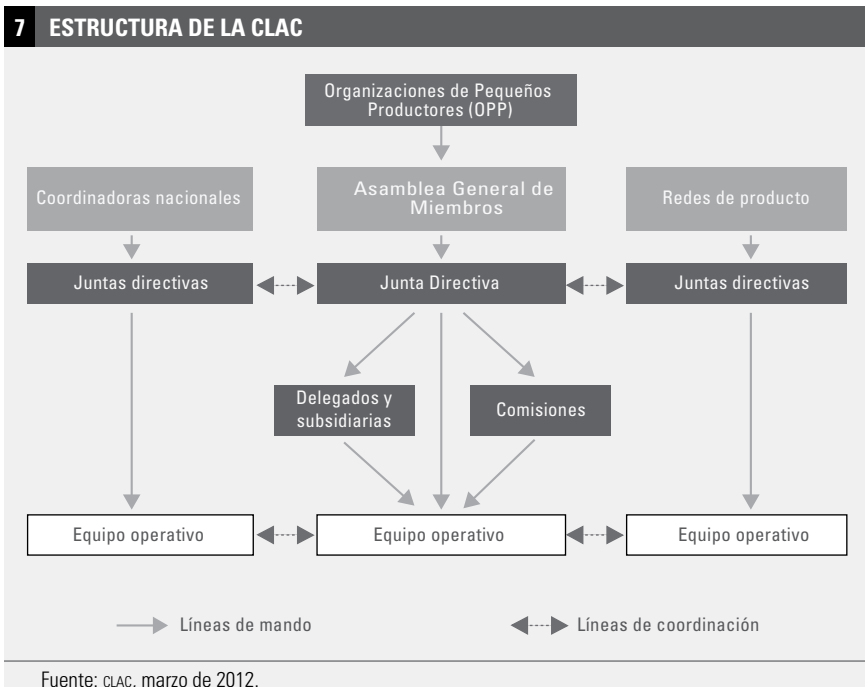 7 ESTRUCTURA DE LA CLAC
Organizaciones de Pequeños
Productores (OPP)
Coordinadoras nacionales
Asamblea General de
Miembros
Redes de producto
Juntas directivas
Junta Directiva
Juntas directivas
Delegados y
subsidiarias
Comisiones
Equipo operativo
Equipo operativo
Equipo operativo
Líneas de mando
Líneas de coordinación
Fuente: CLAC, marzo de 2012.